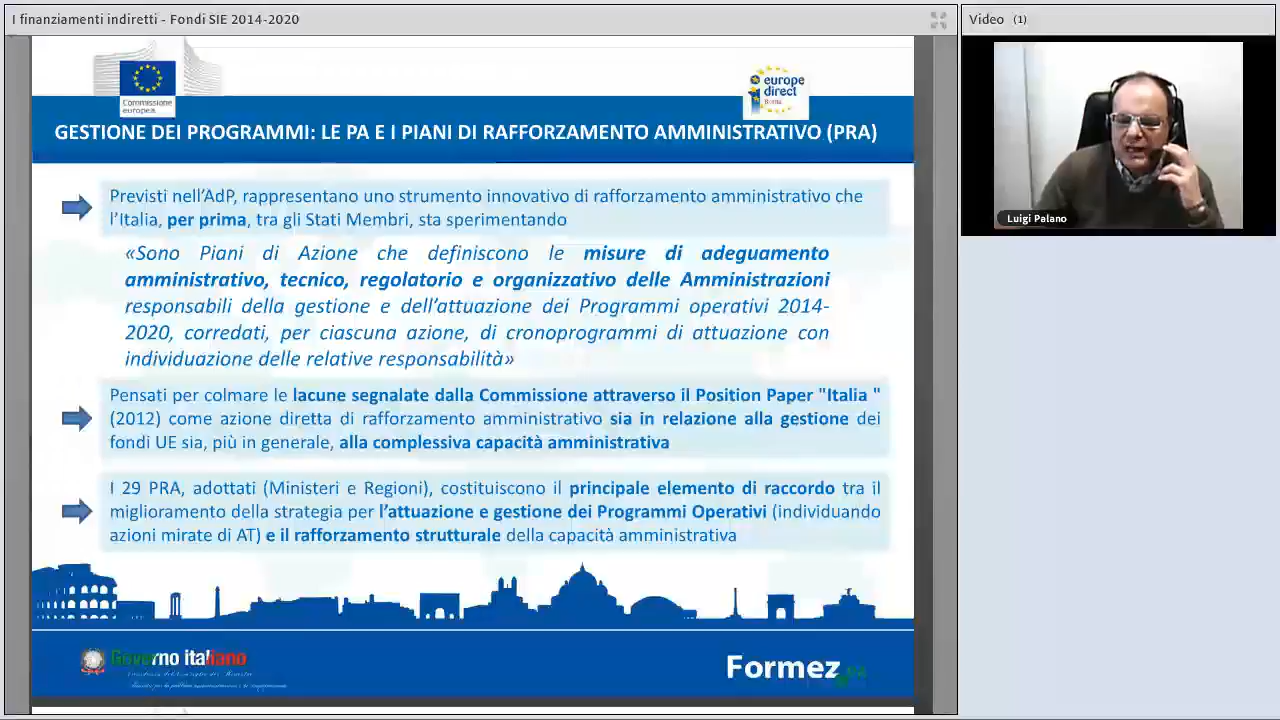 I finanziamenti indiretti - Fondi SIE 2014-2020
Video (1)
Commissione
europea
europe
direct
Roma
GESTIONE DEI PROGRAMMI: LE PA E I PIANI DI RAFFORZAMENTO AMMINISTRATIVO (PRA)
Luigi Palano
Previsti nell’AdP, rappresentano uno strumento innovativo di rafforzamento amministrativo che
l’Italia, per prima, tra gli Stati Membri, sta sperimentando
«Sono Piani di Azione che definiscono le misure di adeguamento
amministrativo, tecnico, regolatorio e organizzativo delle Amministrazioni
responsabili della gestione e dell’attuazione dei Programmi operativi 2014-
2020, corredati, per ciascuna azione, di cronoprogrammi di attuazione con
individuazione delle relative responsabilità»
Pensati per colmare le lacune segnalate dalla Commissione attraverso il Position Paper "Italia "
(2012) come azione diretta di rafforzamento amministrativo sia in relazione alla gestione dei
fondi UE sia, più in generale, alla complessiva capacità amministrativa
I 29 PRA, adottati (Ministeri e Regioni), costituiscono il principale elemento di raccordo tra il
miglioramento della strategia per l’attuazione e gestione dei Programmi Operativi (individuando
azioni mirate di AT) e il rafforzamento strutturale della capacità amministrativa
Governo italiano
Formez